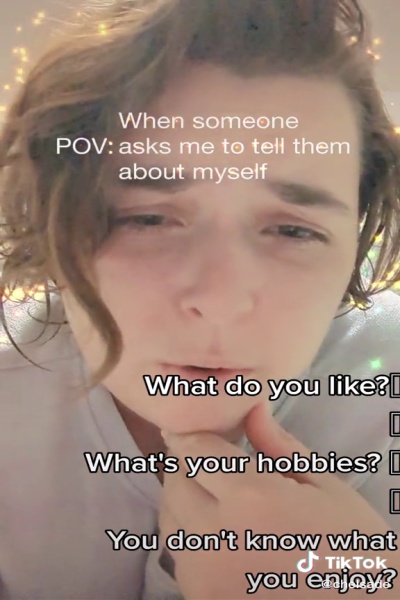 When someone
POV: asks me to tell them
about myself
What do you like?
What's your hobbies?
You don't know what
you enjoy?
TikTok